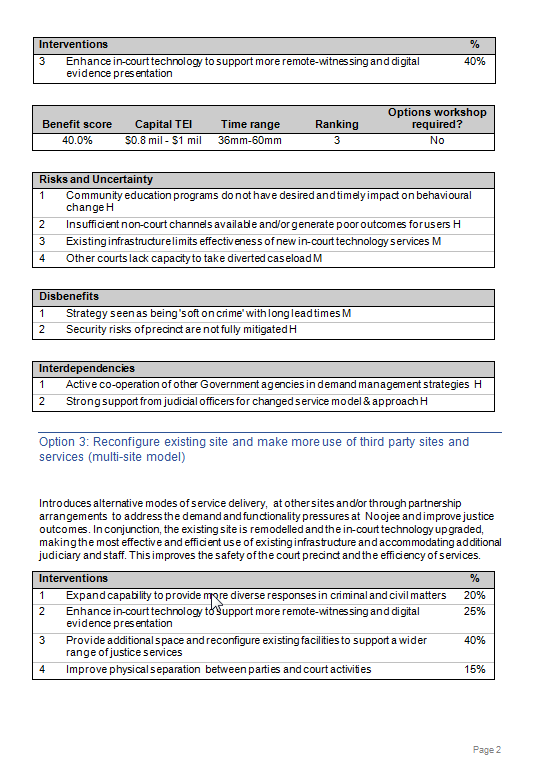 Interventions %
3 Enhance in-court technology to support more remote-witnessing and digital 40%
evidence presentation
Options workshop
Benefit score Capital TEI Time range Ranking required?
40.0% $0.8 mil - $1 mil 36mm-60mm 3 No
Risks and Uncertainty
1 Community education programs do not have desired and timely impact on behavioural
change H
2 Insufficient non-court channels available and/or generate poor outcomes for users H
3 Existing infrastructure limits effectiveness of new in-court technology services M
4 Other courts lack capacity to take diverted caseload M
Disbenefits
1 Strategy seen as being 'soft on crime' with long lead times M
2 Security risks of precinct are not fully mitigated H
Interdependencies
1 Active co-operation of other Government agencies in demand management strategies H
2 Strong support from judicial officers for changed service model & approach H
Option 3: Reconfigure existing site and make more use of third party sites and
services (multi-site model)
Introduces alternative modes of service delivery, at other sites and/or through partnership
arrangements to address the demand and functionality pressures at Noojee and improve justice
outcomes. In conjunction, the existing site is remodelled and the in-court technology upgraded,
making the most effective and efficient use of existing infrastructure and accommodating additional
judiciary and staff. This improves the safety of the court precinct and the efficiency of services.
Interventions %
1 Expand capability to provide more diverse responses in criminal and civil matters 20%
2 Enhance in-court technology to support more remote-witnessing and digital 25%
evidence presentation
3 Provide additional space and reconfigure existing facilities to support a wider 40%
range of justice services
4 Improve physical separation between parties and court activities 15%
Page 2